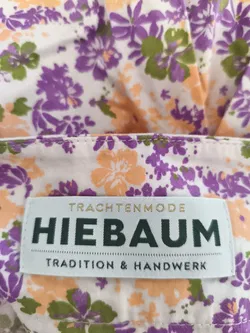 TRACHTENMODE
HIEBAUM
TRADITION & HANDWERK